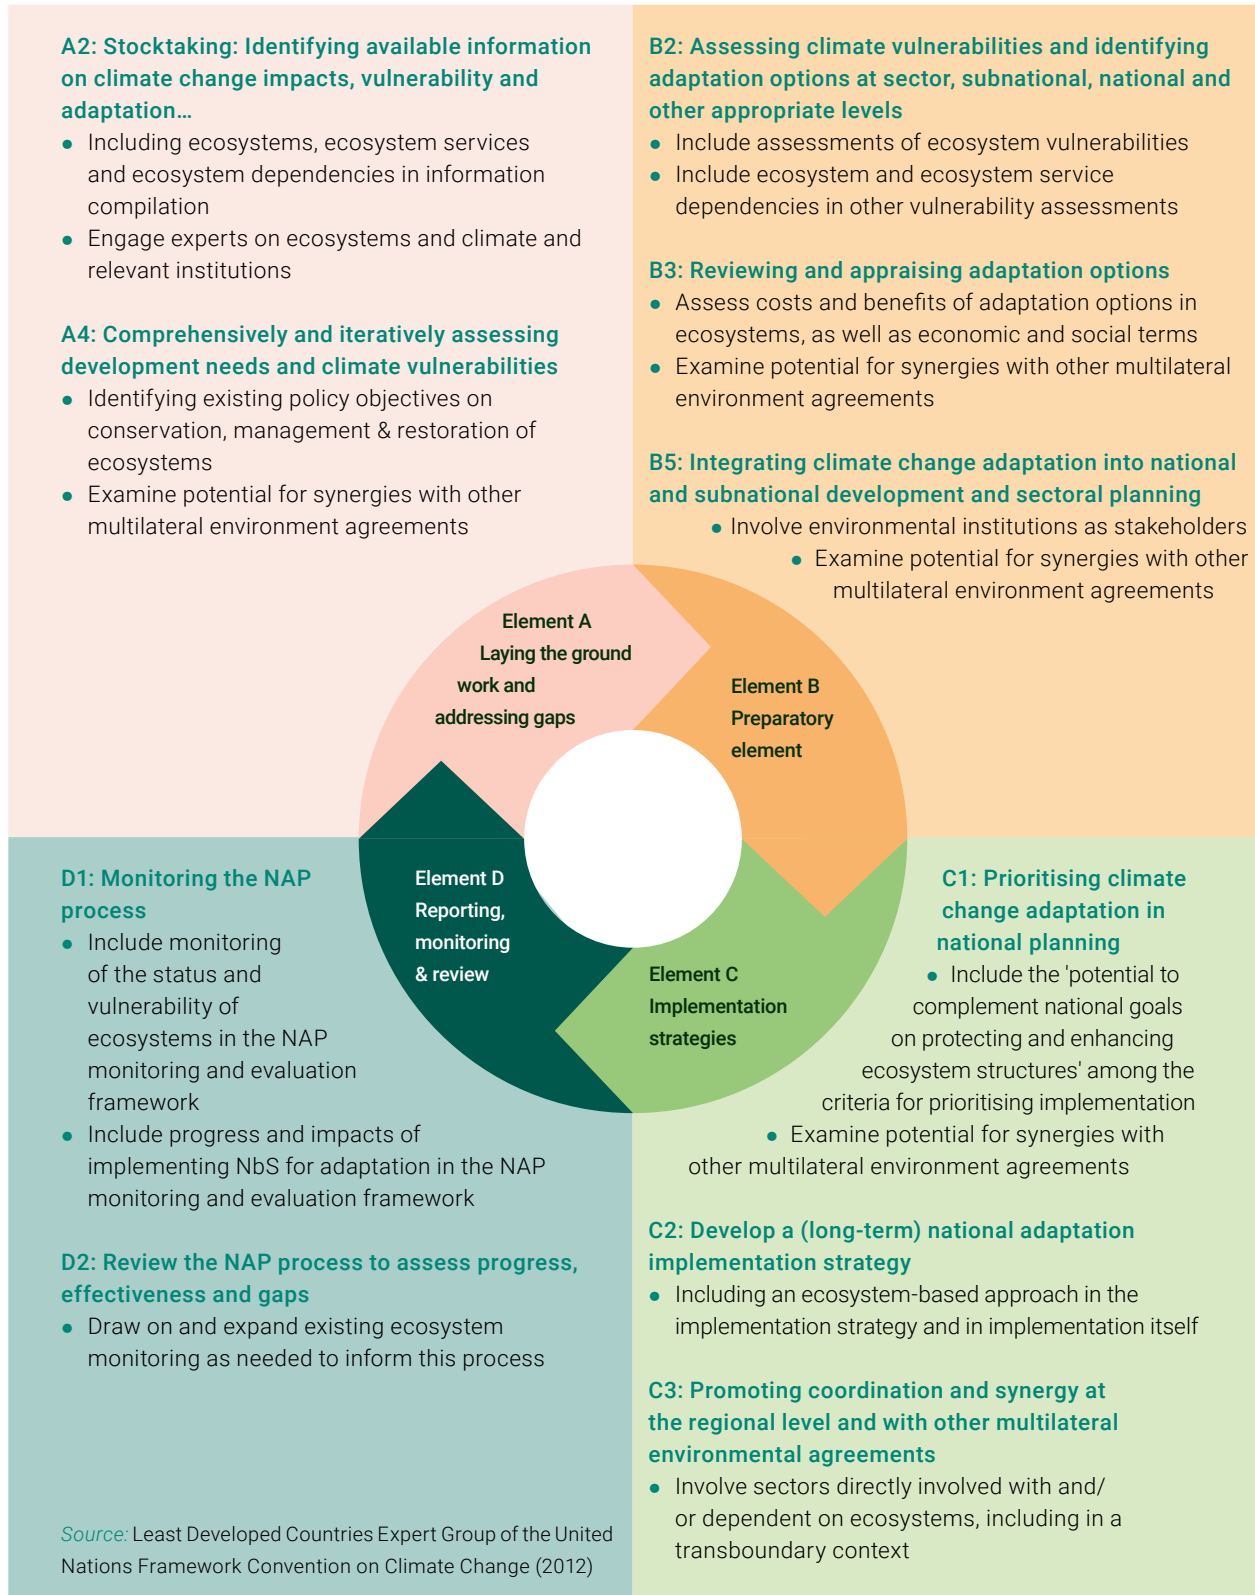 A2: Stocktaking: Identifying available information
on climate change impacts, vulnerability and
adaptation…
● Including ecosystems, ecosystem services
and ecosystem dependencies in information
compilation
● Engage experts on ecosystems and climate and
relevant institutions
A4: Comprehensively and iteratively assessing
development needs and climate vulnerabilities
● Identifying existing policy objectives on
conservation, management & restoration of
ecosystems
● Examine potential for synergies with other
multilateral environment agreements
B2: Assessing climate vulnerabilities and identifying
adaptation options at sector, subnational, national and
other appropriate levels
● Include assessments of ecosystem vulnerabilities
● Include ecosystem and ecosystem service
dependencies in other vulnerability assessments
B3: Reviewing and appraising adaptation options
● Assess costs and benefits of adaptation options in
ecosystems, as well as economic and social terms
● Examine potential for synergies with other multilateral
environment agreements
B5: Integrating climate change adaptation into national
and subnational development and sectoral planning
● Involve environmental institutions as stakeholders
● Examine potential for synergies with other
multilateral environment agreements
Element A
Laying the ground
work and
addressing gaps
Element B
Preparatory
element
Element D
Reporting,
monitoring
& review
Element C
Implementation
strategies
D1: Monitoring the NAP
process
● Include monitoring
of the status and
vulnerability of
ecosystems in the NAP
monitoring and evaluation
framework
● Include progress and impacts of
implementing NbS for adaptation in the NAP
monitoring and evaluation framework
D2: Review the NAP process to assess progress,
effectiveness and gaps
● Draw on and expand existing ecosystem
monitoring as needed to inform this process
Source: Least Developed Countries Expert Group of the United
Nations Framework Convention on Climate Change (2012)
C1: Prioritising climate
change adaptation in
national planning
● Include the 'potential to
complement national goals
on protecting and enhancing
ecosystem structures' among the
criteria for prioritising implementation
● Examine potential for synergies with
other multilateral environment agreements
C2: Develop a (long-term) national adaptation
implementation strategy
● Including an ecosystem-based approach in the
implementation strategy and in implementation itself
C3: Promoting coordination and synergy at
the regional level and with other multilateral
environmental agreements
● Involve sectors directly involved with and/
or dependent on ecosystems, including in a
transboundary context